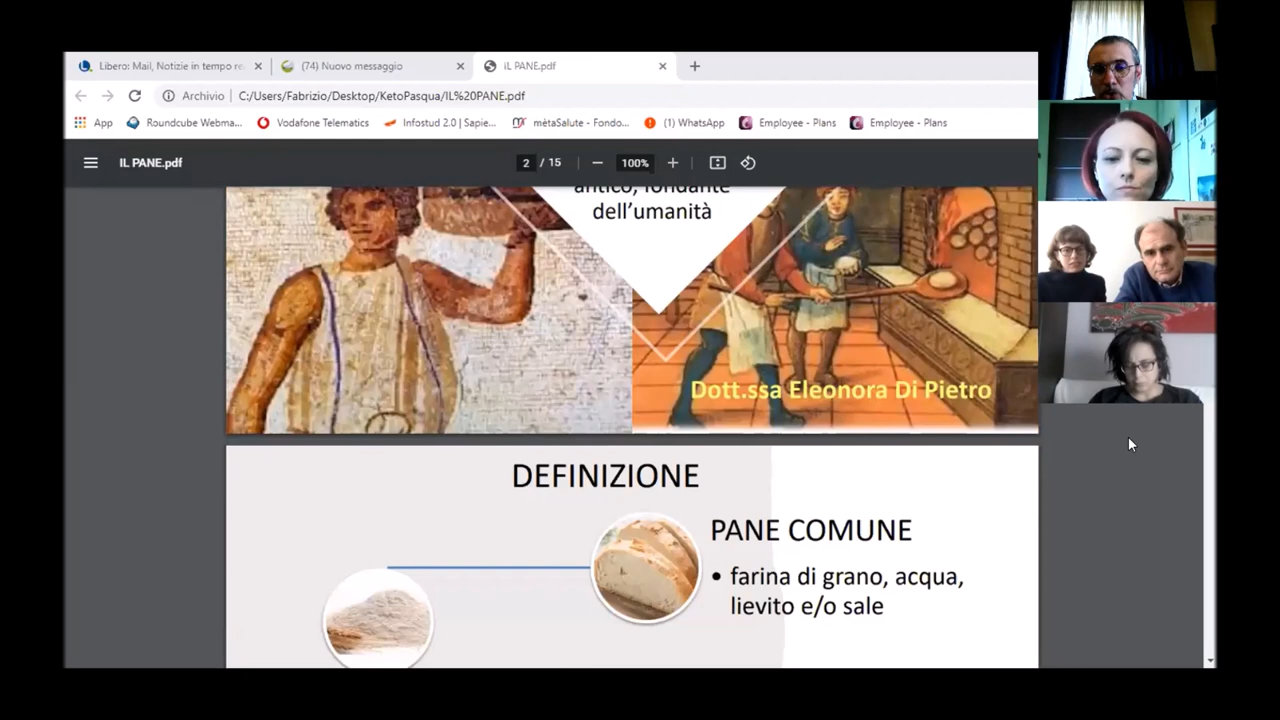 Libero: Mail, Notizie in tempo re
(74) Nuovo messaggio
iL PANE.pdf
Archivio
C:/Users/Fabrizio/Desktop/KetoPasqua/IL%20PANE.pdf
App
Roundcube Webma...
Vodafone Telematics
Infostud 2.0 | Sapie...
mètaSalute - Fondo...
(1) WhatsApp
Employee - Plans
Employee - Plans
IL PANE.pdf
2 / 15
100%
antico, fondante
dell'umanità
Dott.ssa Eleonora Di Pietro
DEFINIZIONE
PANE COMUNE
• farina di grano, acqua,
lievito e/o sale